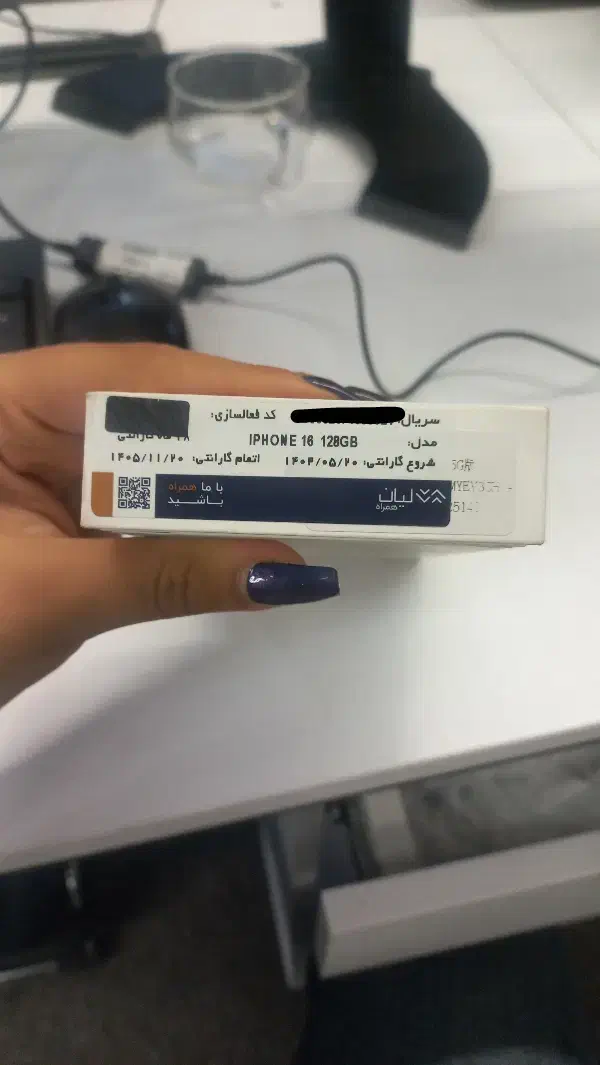 سریال: کد فعالسازی:
مدل: IPHONE 16 128GB گارانتی
شروع گارانتی: ۱۴۰۴/۰۵/۲۰ اتمام گارانتی: ۱۴۰۵/۱۱/۲۰
لیان همراه
با ما همراه
باشید